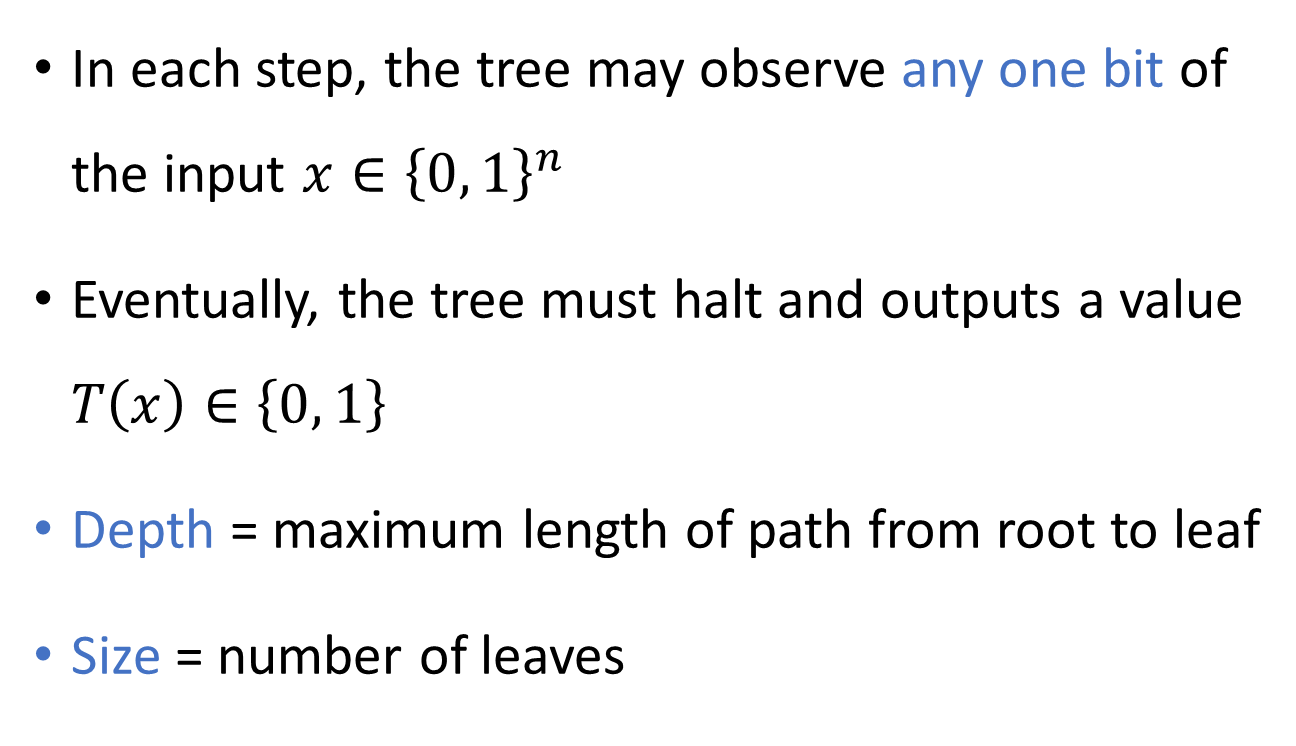 • In each step, the tree may observe any one bit of
the input 𝑥 ∈ {0, 1}ⁿ
• Eventually, the tree must halt and outputs a value
𝑇(𝑥) ∈ {0, 1}
• Depth = maximum length of path from root to leaf
• Size = number of leaves